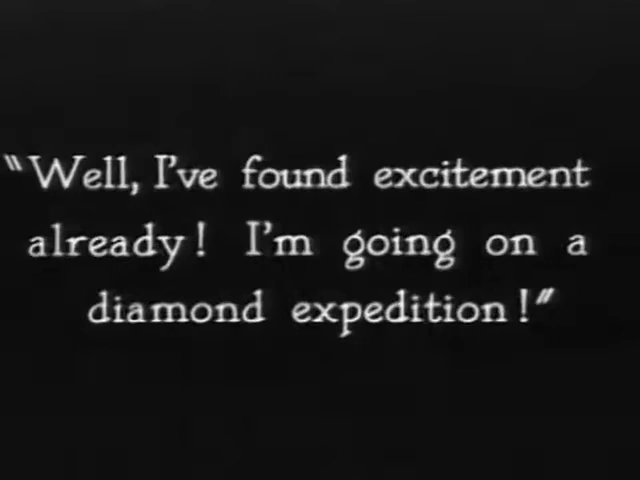 "Well, I've found excitement
already! I'm going on a
diamond expedition!"